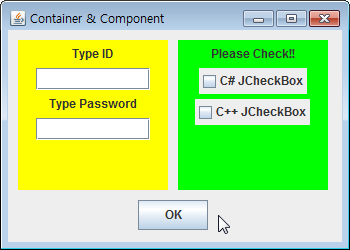 Container & Component
Type ID
Type Password
Please Check!!
C# JCheckBox
C++ JCheckBox
OK